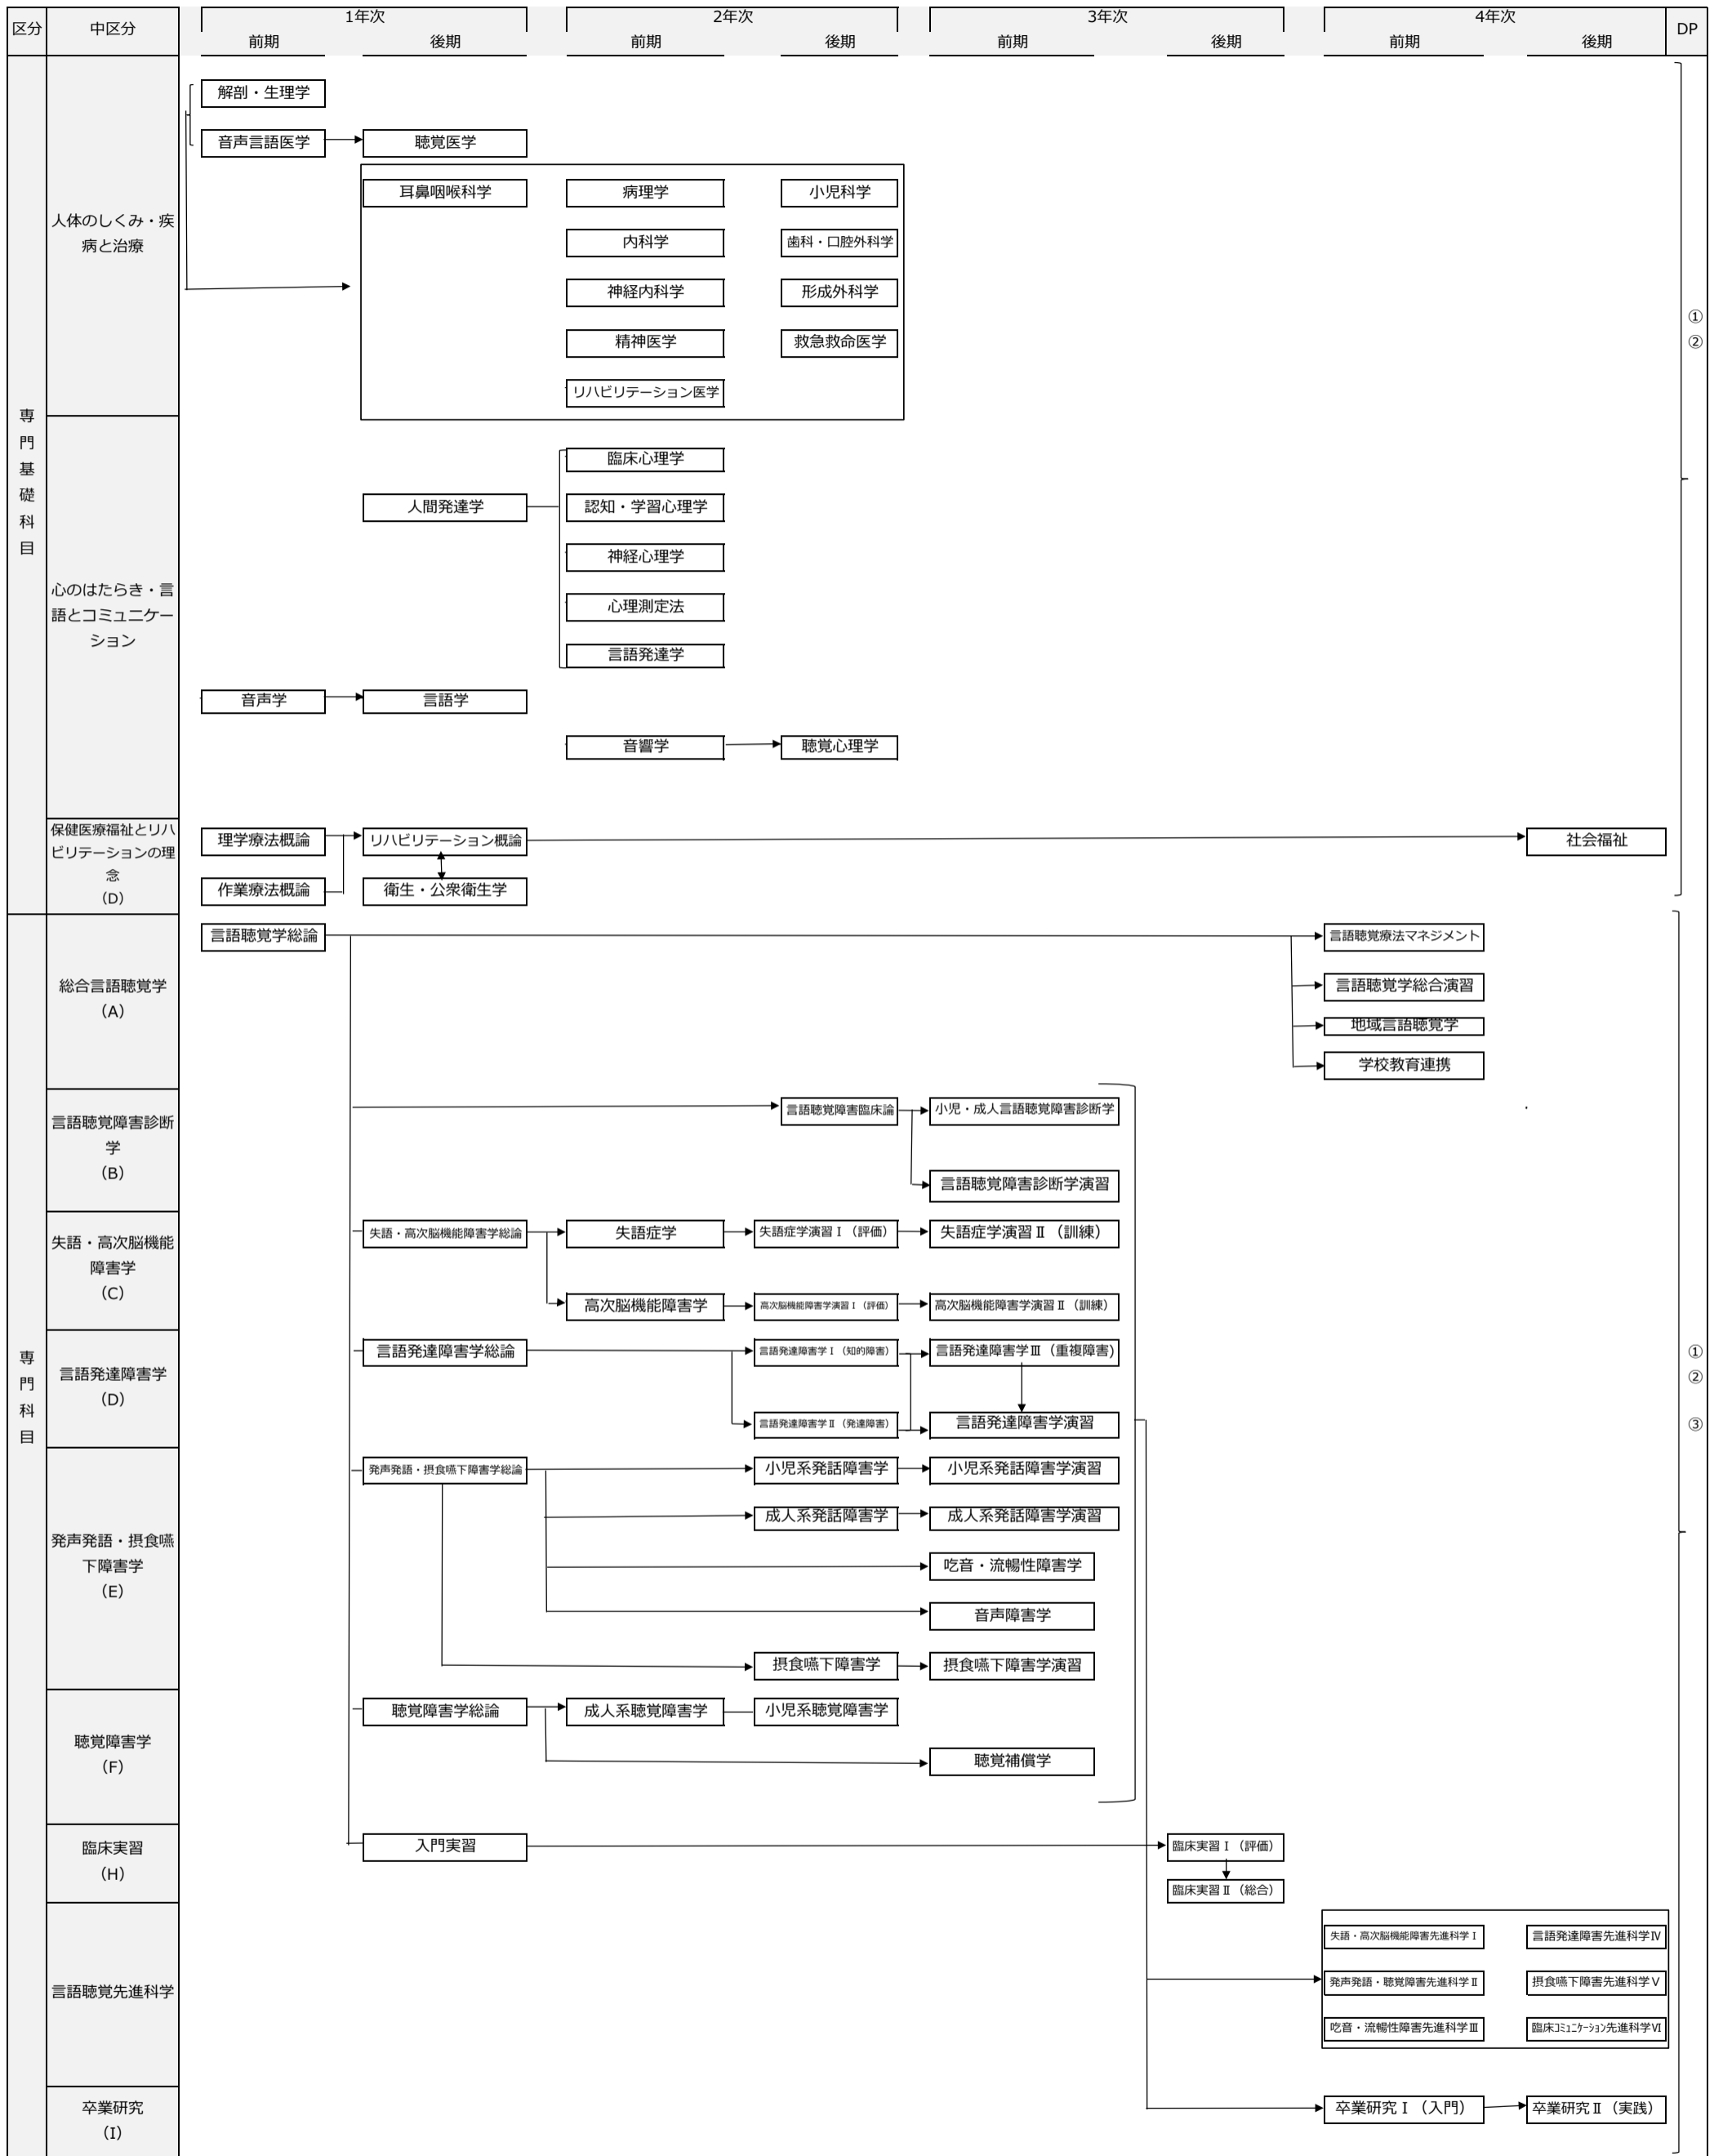 区分
中区分
1年次
2年次
3年次
4年次
DP
前期
後期
前期
後期
前期
後期
前期
後期
専
門
基
礎
科
目
人体のしくみ・疾
病と治療
解剖・生理学
音声言語医学
聴覚医学
耳鼻咽喉科学
病理学
小児科学
内科学
歯科・口腔外科学
神経内科学
形成外科学
精神医学
救急救命医学
リハビリテーション医学
①
②
心のはたらき・言
語とコミュニケー
ション
臨床心理学
人間発達学
認知・学習心理学
神経心理学
心理測定法
言語発達学
音声学
言語学
音響学
聴覚心理学
保健医療福祉とリハ
ビリテーションの理
念
（D）
理学療法概論
リハビリテーション概論
社会福祉
作業療法概論
衛生・公衆衛生学
専
門
科
目
総合言語聴覚学
（A）
言語聴覚学総論
言語聴覚療法マネジメント
言語聴覚学総合演習
地域言語聴覚学
学校教育連携
言語聴覚障害診断
学
（B）
言語聴覚障害臨床論
小児・成人言語聴覚障害診断学
言語聴覚障害診断学演習
失語・高次脳機能
障害学
（C）
失語・高次脳機能障害学総論
失語症学
失語症学演習Ⅰ（評価）
失語症学演習Ⅱ（訓練）
高次脳機能障害学
高次脳機能障害学演習Ⅰ（評価）
高次脳機能障害学演習Ⅱ（訓練）
言語発達障害学
（D）
言語発達障害学総論
言語発達障害学Ⅰ（知的障害）
言語発達障害学Ⅲ（重複障害)
言語発達障害学Ⅱ（発達障害）
言語発達障害学演習
①
②
③
発声発語・摂食嚥
下障害学
（E）
発声発語・摂食嚥下障害学総論
小児系発話障害学
小児系発話障害学演習
成人系発話障害学
成人系発話障害学演習
吃音・流暢性障害学
音声障害学
摂食嚥下障害学
摂食嚥下障害学演習
聴覚障害学
（F）
聴覚障害学総論
成人系聴覚障害学
小児系聴覚障害学
聴覚補償学
臨床実習
（H）
入門実習
臨床実習Ⅰ（評価）
臨床実習Ⅱ（総合）
言語聴覚先進科学
失語・高次脳機能障害先進科学Ⅰ
言語発達障害先進科学Ⅳ
発声発語・聴覚障害先進科学Ⅱ
摂食嚥下障害先進科学Ⅴ
吃音・流暢性障害先進科学Ⅲ
臨床ｺﾐｭﾆｹｰｼｮﾝ先進科学Ⅵ
卒業研究
（I）
卒業研究Ⅰ（入門）
卒業研究Ⅱ（実践）